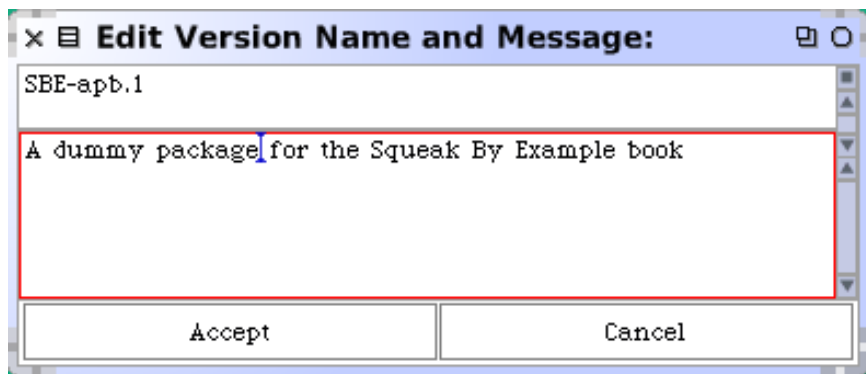 Edit Version Name and Message:
SBE-apb.1
A dummy package for the Squeak By Example book
Accept
Cancel